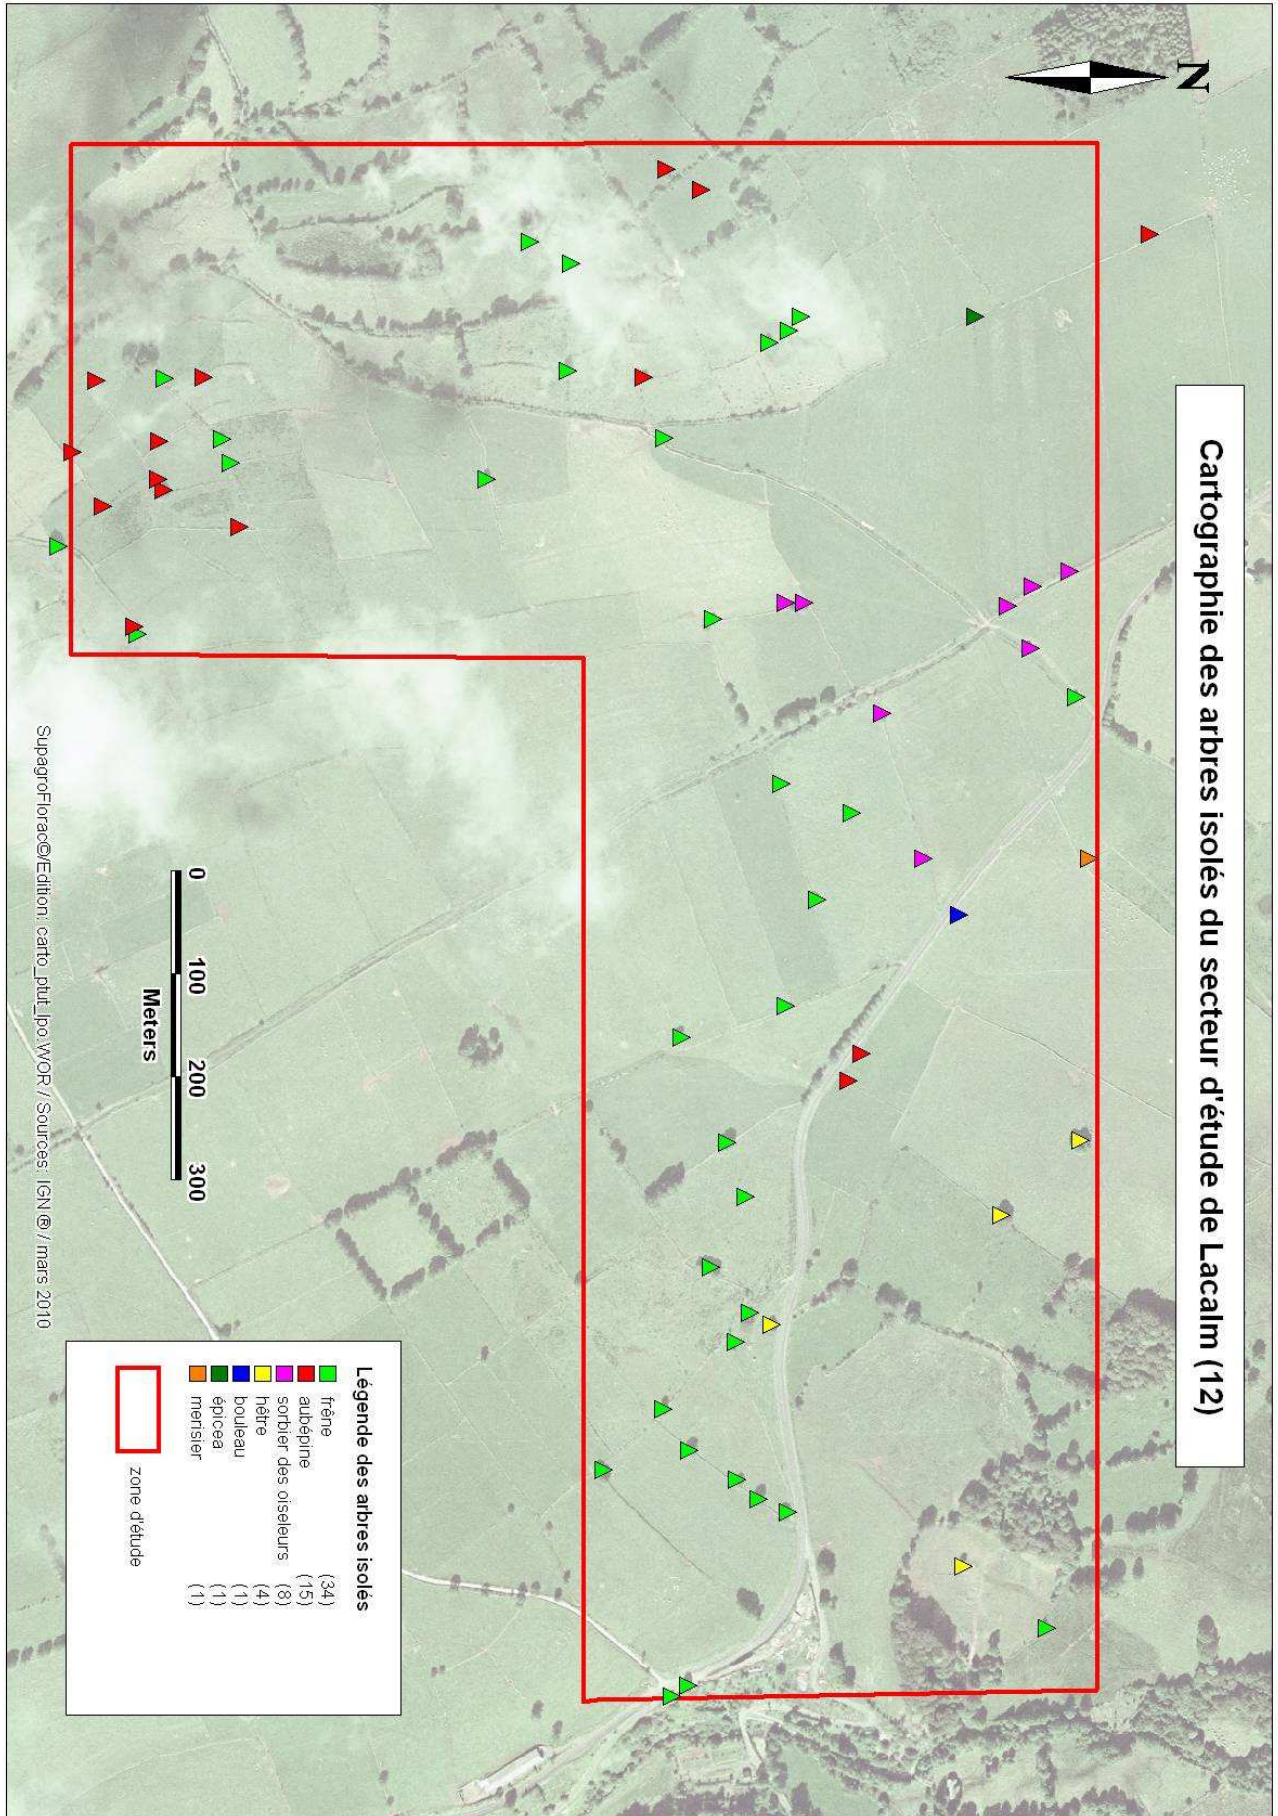 Cartographie des arbres isolés du secteur d'étude de Lacalm (12)
N
0 100 200 300
Meters
Légende des arbres isolés
frêne (34)
aubépine (15)
sorbier des oiseleurs (8)
hêtre (4)
bouleau (1)
épicea (1)
merisier (1)
zone d'étude
SupagroFlorac©/Edition: carto_ptut_lpo.WOR / Sources: IGN ® / mars 2010